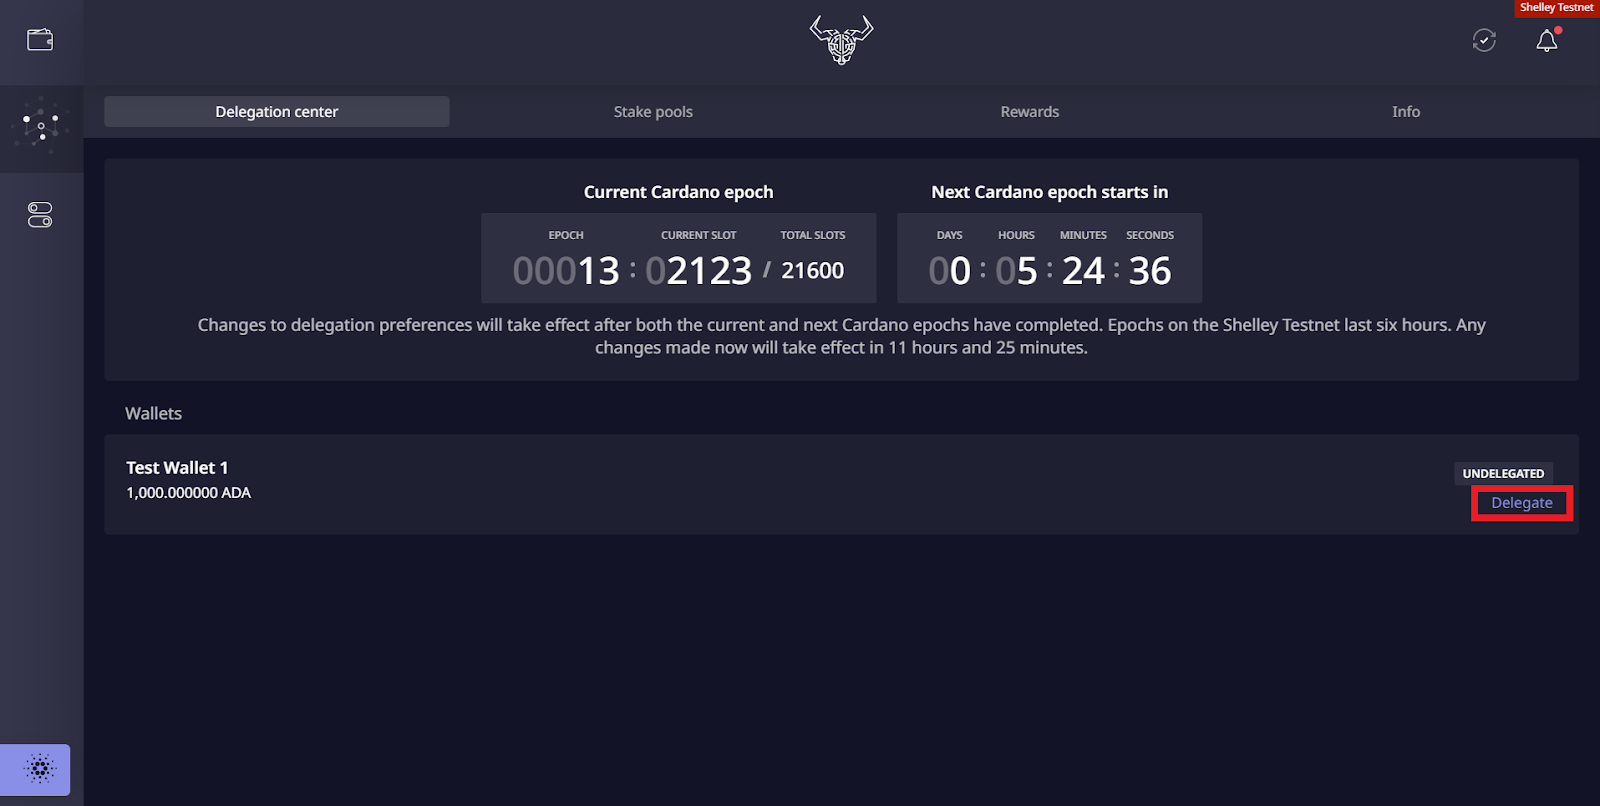 Shelley Testnet
Delegation center
Stake pools
Rewards
Info
Current Cardano epoch
Next Cardano epoch starts in
EPOCH CURRENT SLOT TOTAL SLOTS
DAYS HOURS MINUTES SECONDS
00013 : 02123 / 21600
00 : 05 : 24 : 36
Changes to delegation preferences will take effect after both the current and next Cardano epochs have completed. Epochs on the Shelley Testnet last six hours. Any
changes made now will take effect in 11 hours and 25 minutes.
Wallets
Test Wallet 1
1,000.000000 ADA
UNDELEGATED
Delegate